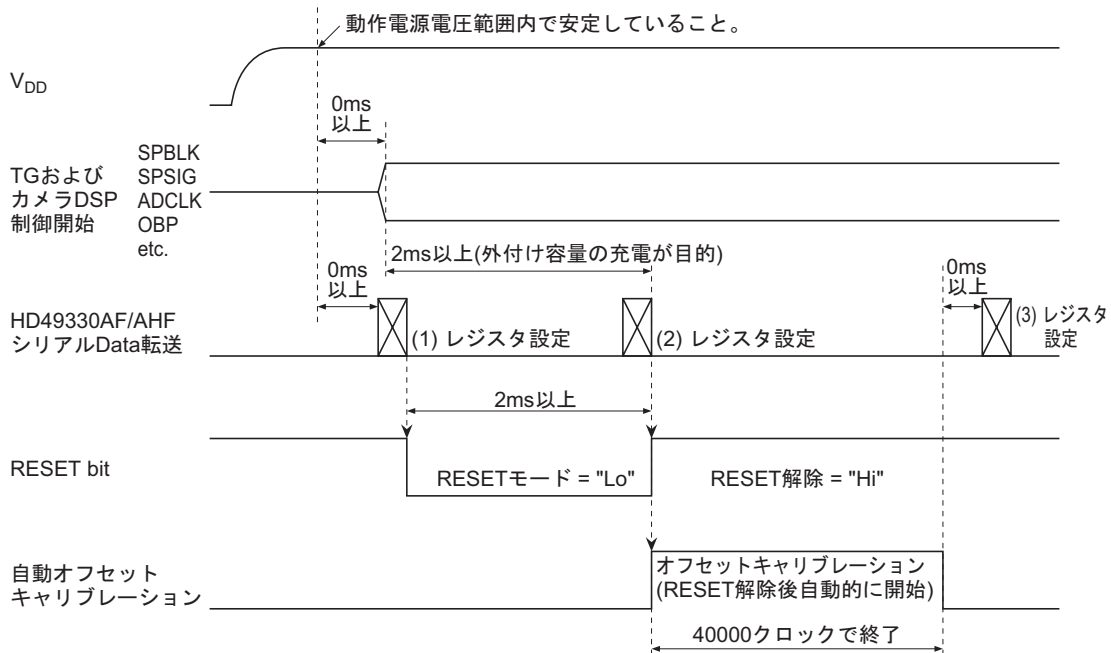 動作電源電圧範囲内で安定していること。
VDD
0ms
以上
TGおよび
カメラDSP
制御開始
SPBLK
SPSIG
ADCLK
OBP
etc.
2ms以上(外付け容量の充電が目的)
0ms
以上
0ms
以上
HD49330AF/AHF
シリアルData転送
(1) レジスタ設定
(2) レジスタ設定
(3) レジスタ
設定
2ms以上
RESET bit
RESETモード = "Lo"
RESET解除 = "Hi"
自動オフセット
キャリブレーション
オフセットキャリブレーション
(RESET解除後自動的に開始)
40000クロックで終了